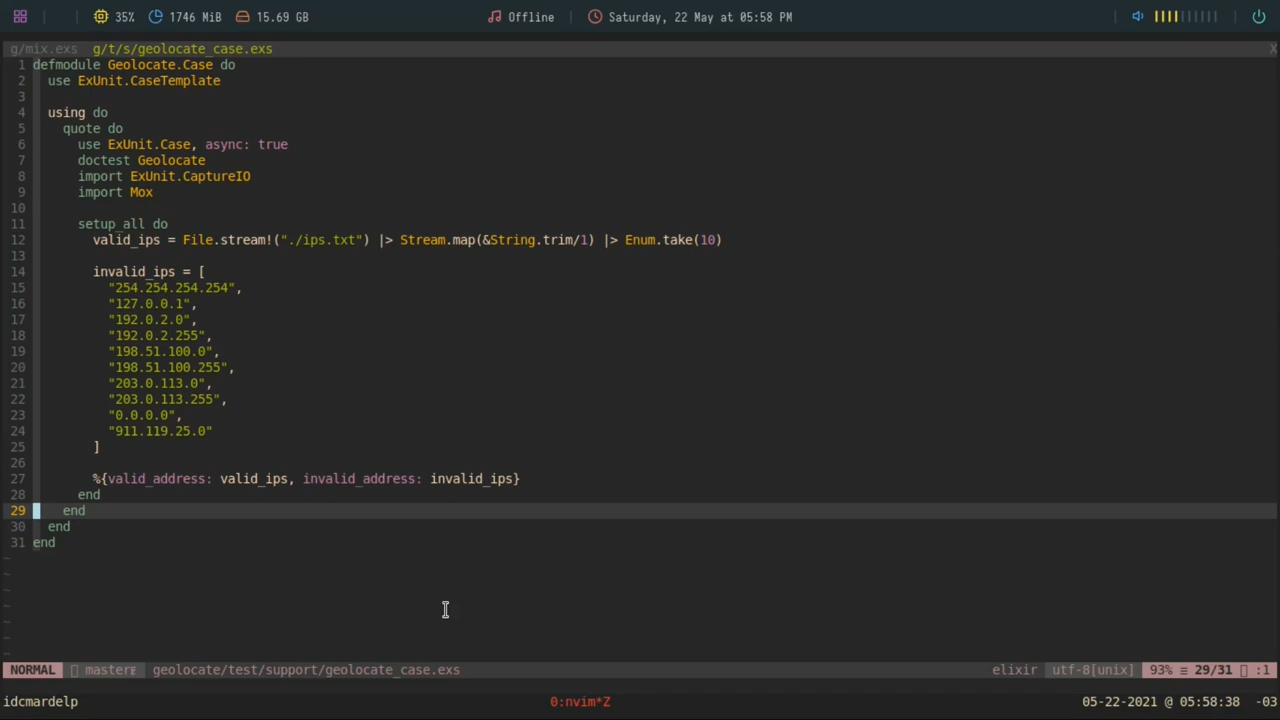 35% 1746 MiB 15.69 GB Offline Saturday, 22 May at 05:58 PM
g/mix.exs g/t/s/geolocate_case.exs X
1 defmodule Geolocate.Case do
2 use ExUnit.CaseTemplate
3
4 using do
5 quote do
6 use ExUnit.Case, async: true
7 doctest Geolocate
8 import ExUnit.CaptureIO
9 import Mox
10
11 setup_all do
12 valid_ips = File.stream!("./ips.txt") |> Stream.map(&String.trim/1) |> Enum.take(10)
13
14 invalid_ips = [
15 "254.254.254.254",
16 "127.0.0.1",
17 "192.0.2.0",
18 "192.0.2.255",
19 "198.51.100.0",
20 "198.51.100.255",
21 "203.0.113.0",
22 "203.0.113.255",
23 "0.0.0.0",
24 "911.119.25.0"
25 ]
26
27 %{valid_address: valid_ips, invalid_address: invalid_ips}
28 end
29 end
30 end
31 end
~
~
~
~
~
~
NORMAL master geolocate/test/support/geolocate_case.exs elixir utf-8[unix] 93% ≡ 29/31 :1
idcmardelp 0:nvim*Z 05-22-2021 @ 05:58:38 -03